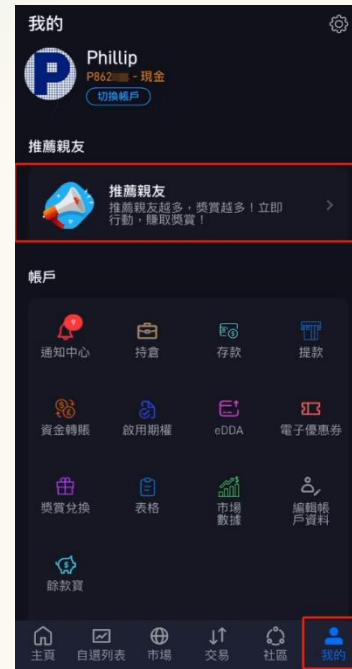 我的
Phillip
P862 - 現金
切換帳戶
推薦親友
推薦親友
推薦親友越多，獎賞越多！立即
行動，賺取獎賞！
帳戶
通知中心 持倉 存款 提款
資金轉賬 啟用期權 eDDA 電子優惠券
獎賞兌換 表格 市場 編輯帳
數據 戶資料
餘款寶
主頁 自選列表 市場 交易 社區 我的